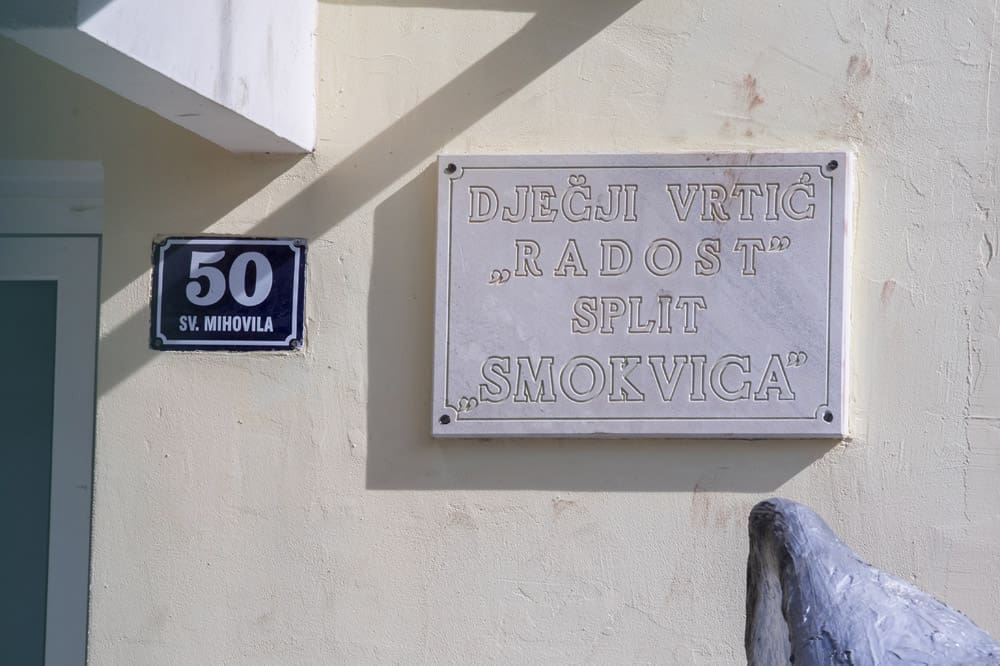 50
SV. MIHOVILA
DJEČJI VRTIĆ
„RADOST”
SPLIT
„SMOKVICA”